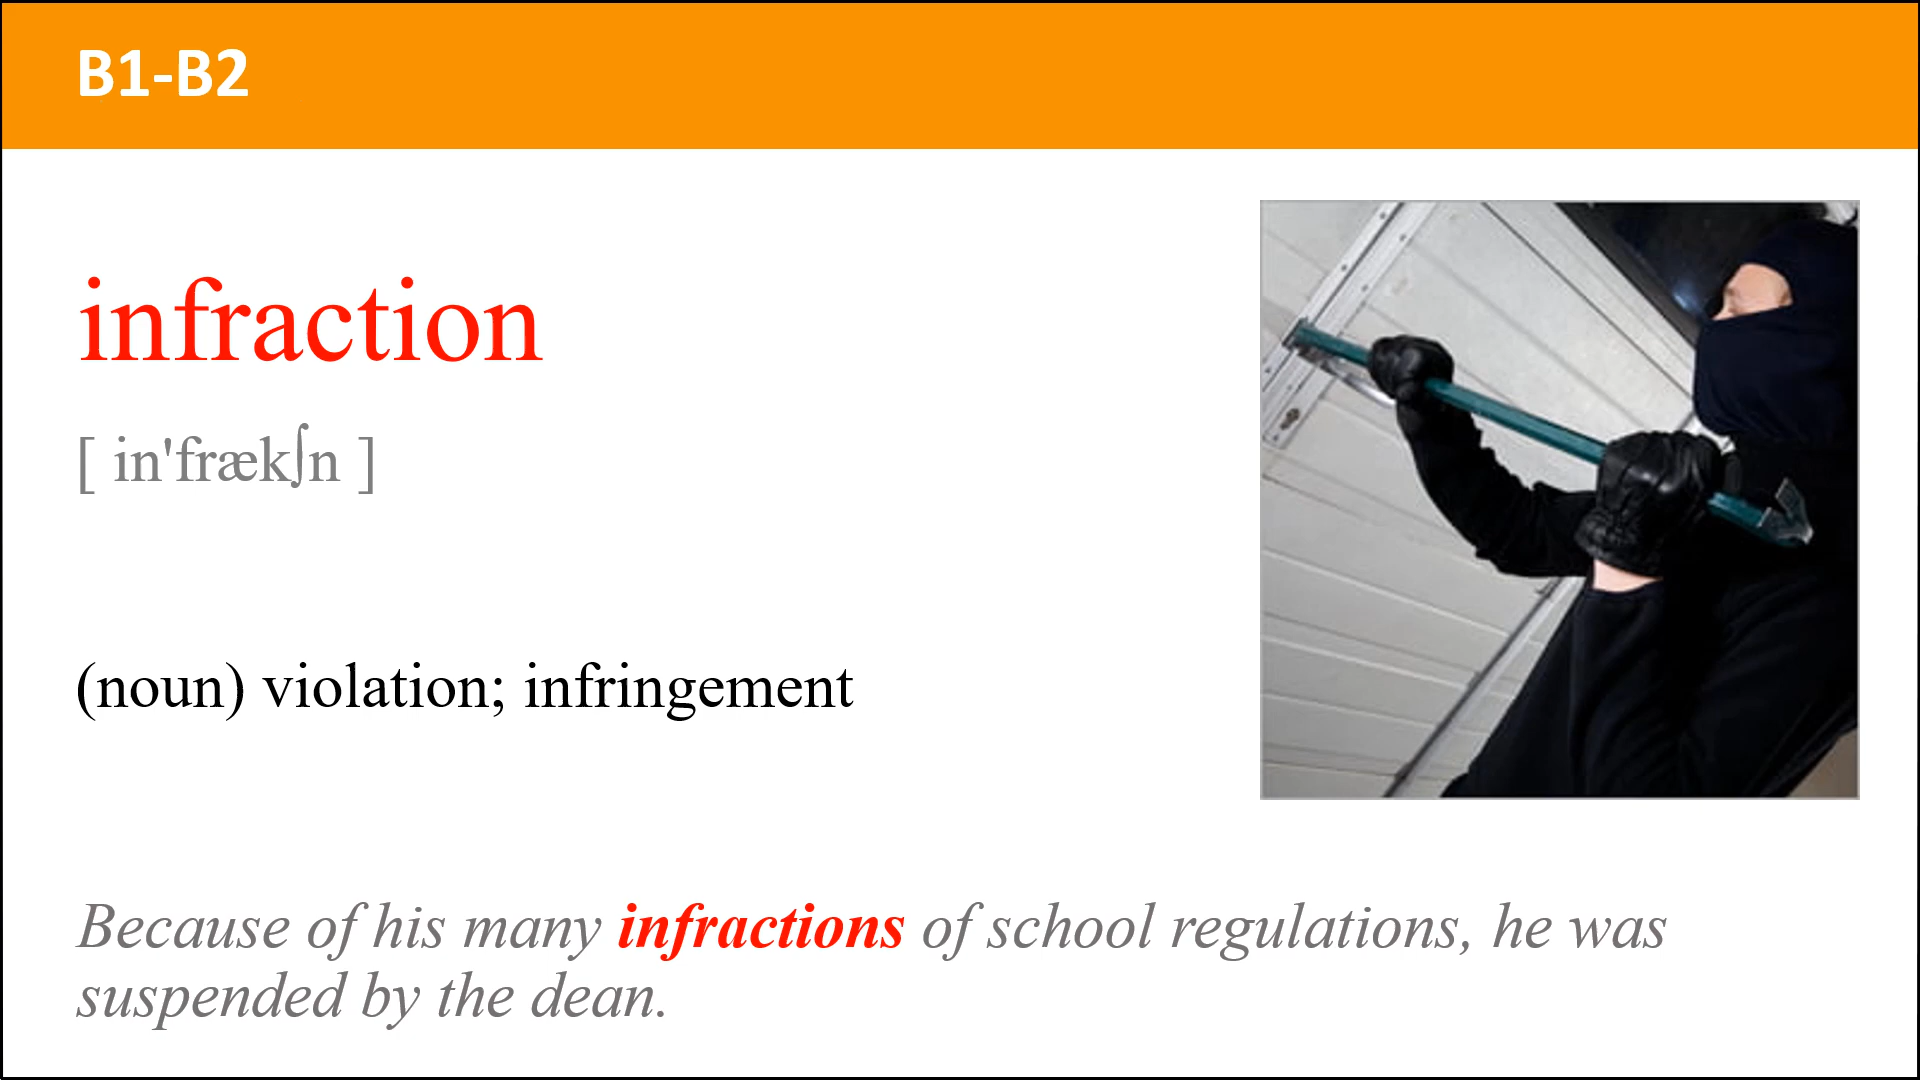 B1-B2
infraction
[ in'frækʃn ]
(noun) violation; infringement
Because of his many infractions of school regulations, he was
suspended by the dean.